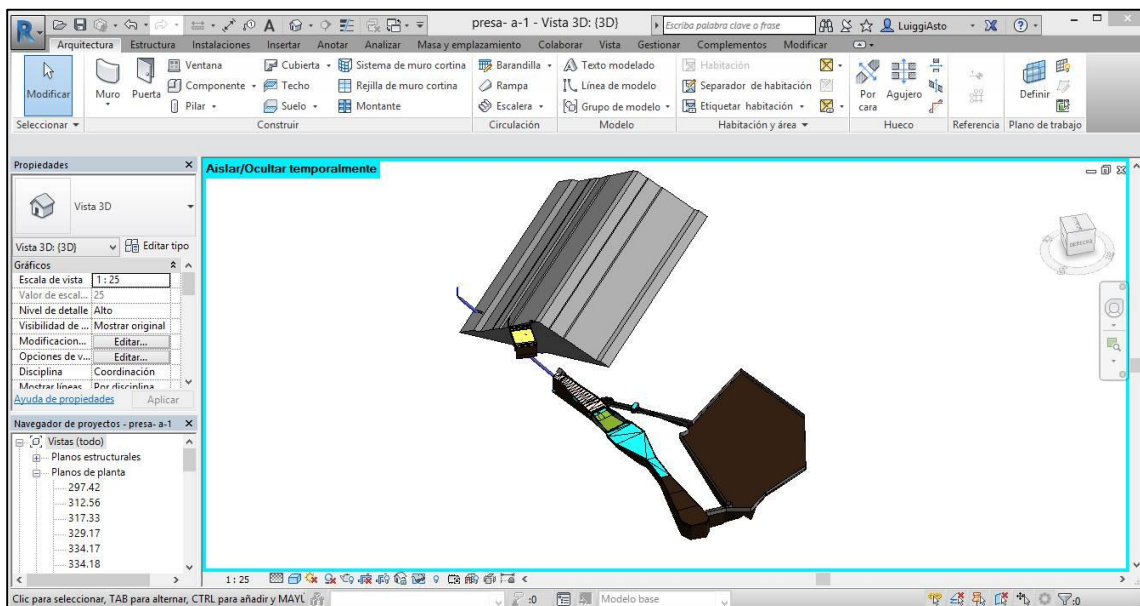 presa- a-1 - Vista 3D: {3D}
Escriba palabra clave o frase
LuiggiAsto
Arquitectura Estructura Instalaciones Insertar Anotar Analizar Masa y emplazamiento Colaborar Vista Gestionar Complementos Modificar
Modificar
Muro
Puerta
Ventana
Componente
Pilar
Cubierta
Techo
Suelo
Sistema de muro cortina
Rejilla de muro cortina
Montante
Barandilla
Rampa
Escalera
Texto modelado
Línea de modelo
Grupo de modelo
Habitación
Separador de habitación
Etiquetar habitación
Por cara
Agujero
Definir
Seleccionar
Construir
Circulación
Modelo
Habitación y área
Hueco
Referencia
Plano de trabajo
Propiedades
Vista 3D
Vista 3D: {3D}
Editar tipo
Gráficos
Escala de vista 1 : 25
Valor de escal... 25
Nivel de detalle Alto
Visibilidad de ... Mostrar original
Modificacion... Editar...
Opciones de v... Editar...
Disciplina Coordinación
Mostrar líneas Por disciplina
Ayuda de propiedades Aplicar
Navegador de proyectos - presa- a-1
Vistas (todo)
Planos estructurales
Planos de planta
297.42
312.56
317.33
329.17
334.17
334.18
Aislar/Ocultar temporalmente
DERECHA
1 : 25
Clic para seleccionar, TAB para alternar, CTRL para añadir y MAYÚ
:0
Modelo base
:0